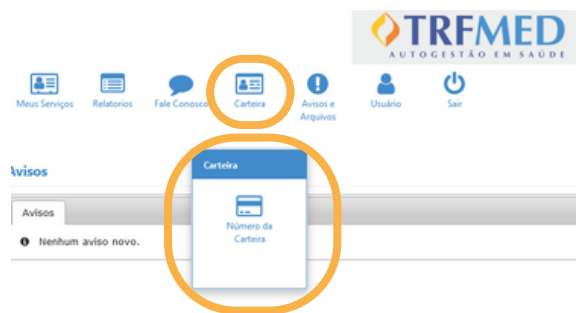 TRFMED
AUTOGESTÃO EM SAÚDE
Meus Serviços
Relatorios
Fale Conosco
Carteira
Avisos e
Arquivos
Usuário
Sair
Avisos
Carteira
Número da
Carteira
Avisos
Nenhum aviso novo.